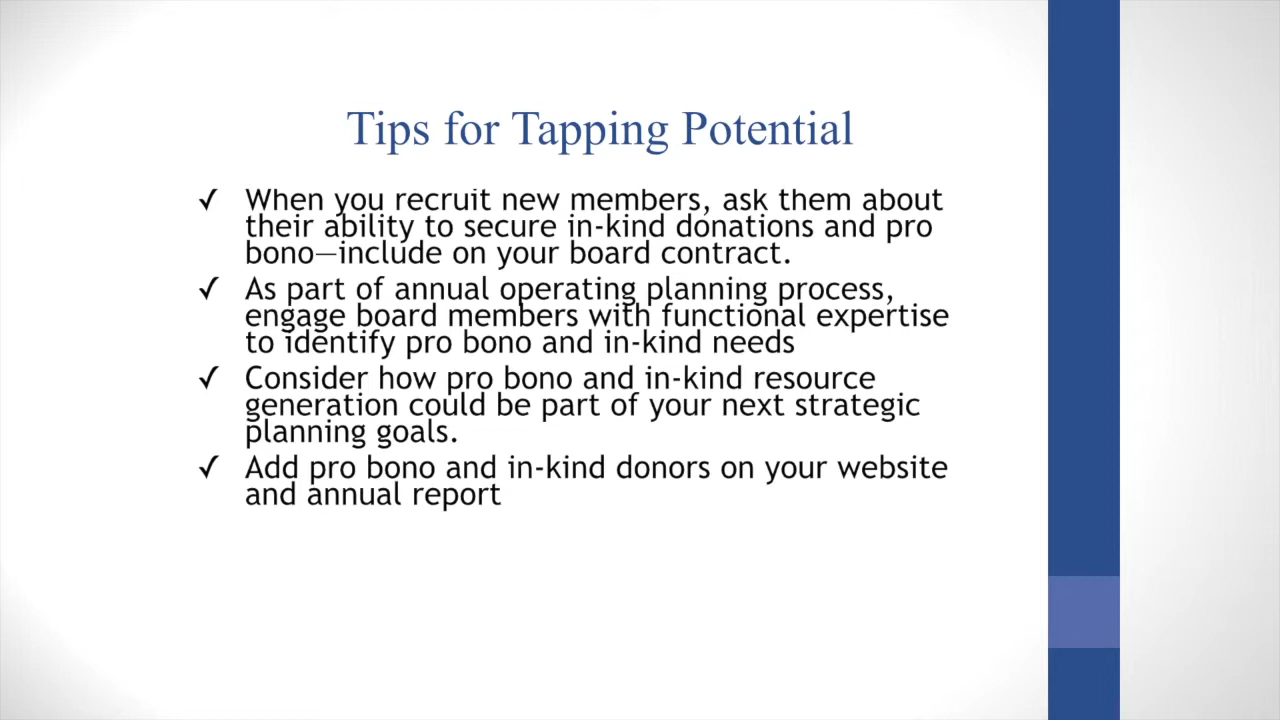 Tips for Tapping Potential
✓ When you recruit new members, ask them about
their ability to secure in-kind donations and pro
bono—include on your board contract.
✓ As part of annual operating planning process,
engage board members with functional expertise
to identify pro bono and in-kind needs
✓ Consider how pro bono and in-kind resource
generation could be part of your next strategic
planning goals.
✓ Add pro bono and in-kind donors on your website
and annual report